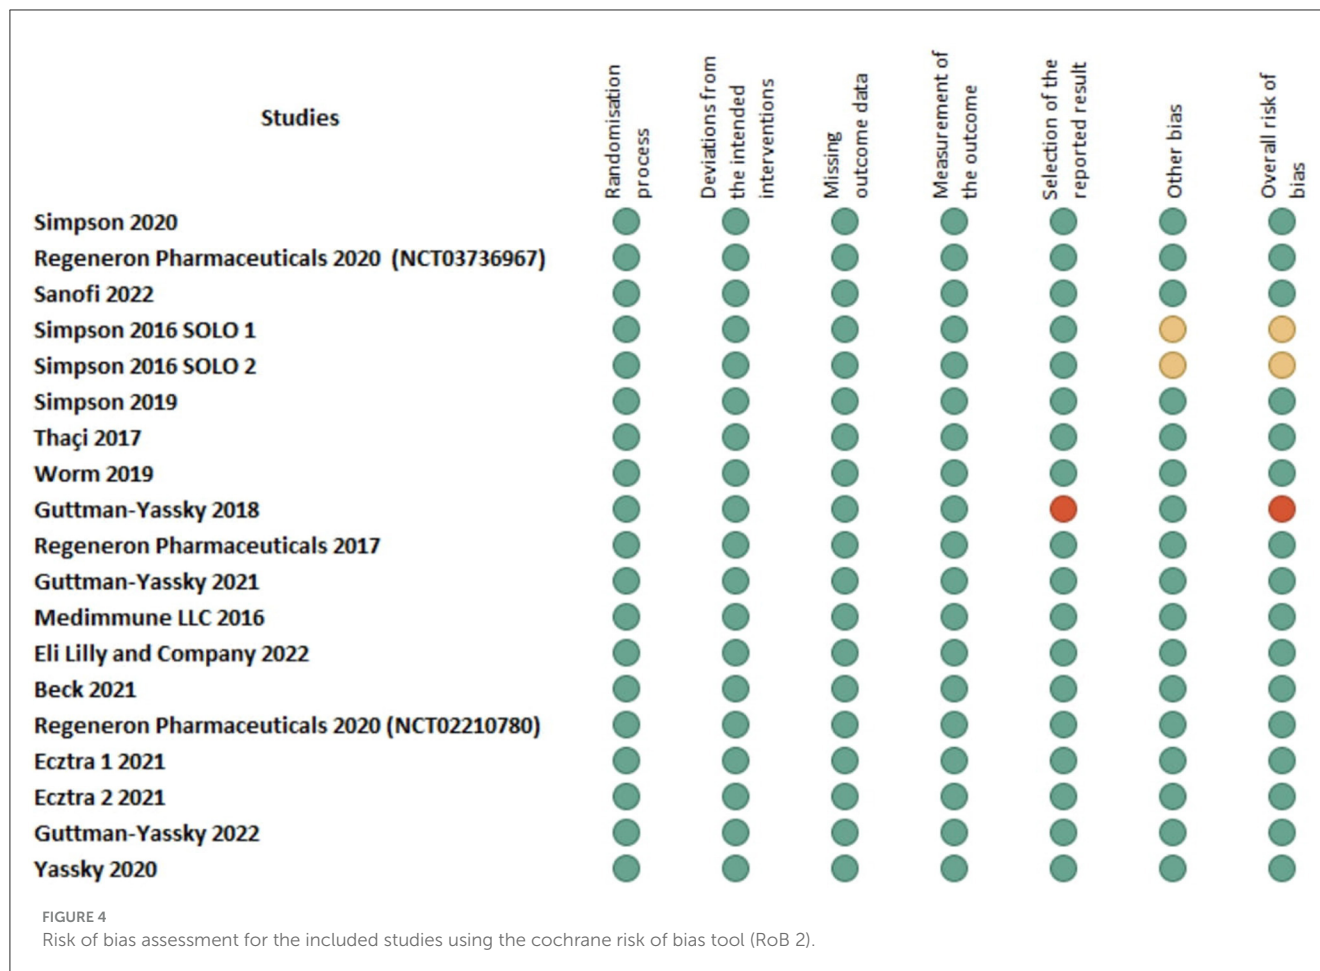 Studies
Randomisation
process
Deviations from
the intended
interventions
Missing
outcome data
Measurement of
the outcome
Selection of the
reported result
Other bias
Overall risk of
bias
Simpson 2020
Regeneron Pharmaceuticals 2020 (NCT03736967)
Sanofi 2022
Simpson 2016 SOLO 1
Simpson 2016 SOLO 2
Simpson 2019
Thaçi 2017
Worm 2019
Guttman-Yassky 2018
Regeneron Pharmaceuticals 2017
Guttman-Yassky 2021
Medimmune LLC 2016
Eli Lilly and Company 2022
Beck 2021
Regeneron Pharmaceuticals 2020 (NCT02210780)
Ecztra 1 2021
Ecztra 2 2021
Guttman-Yassky 2022
Yassky 2020
FIGURE 4
Risk of bias assessment for the included studies using the cochrane risk of bias tool (RoB 2).